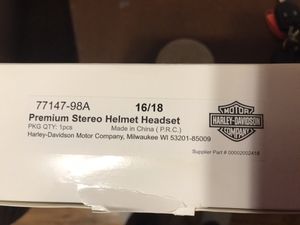 77147-98A 16/18
Premium Stereo Helmet Headset
PKG QTY: 1pcs Made in China ( P.R.C.)
Harley-Davidson Motor Company, Milwaukee WI 53201-85009
MOTOR
HARLEY-DAVIDSON
COMPANY
Supplier Part # 00002002418